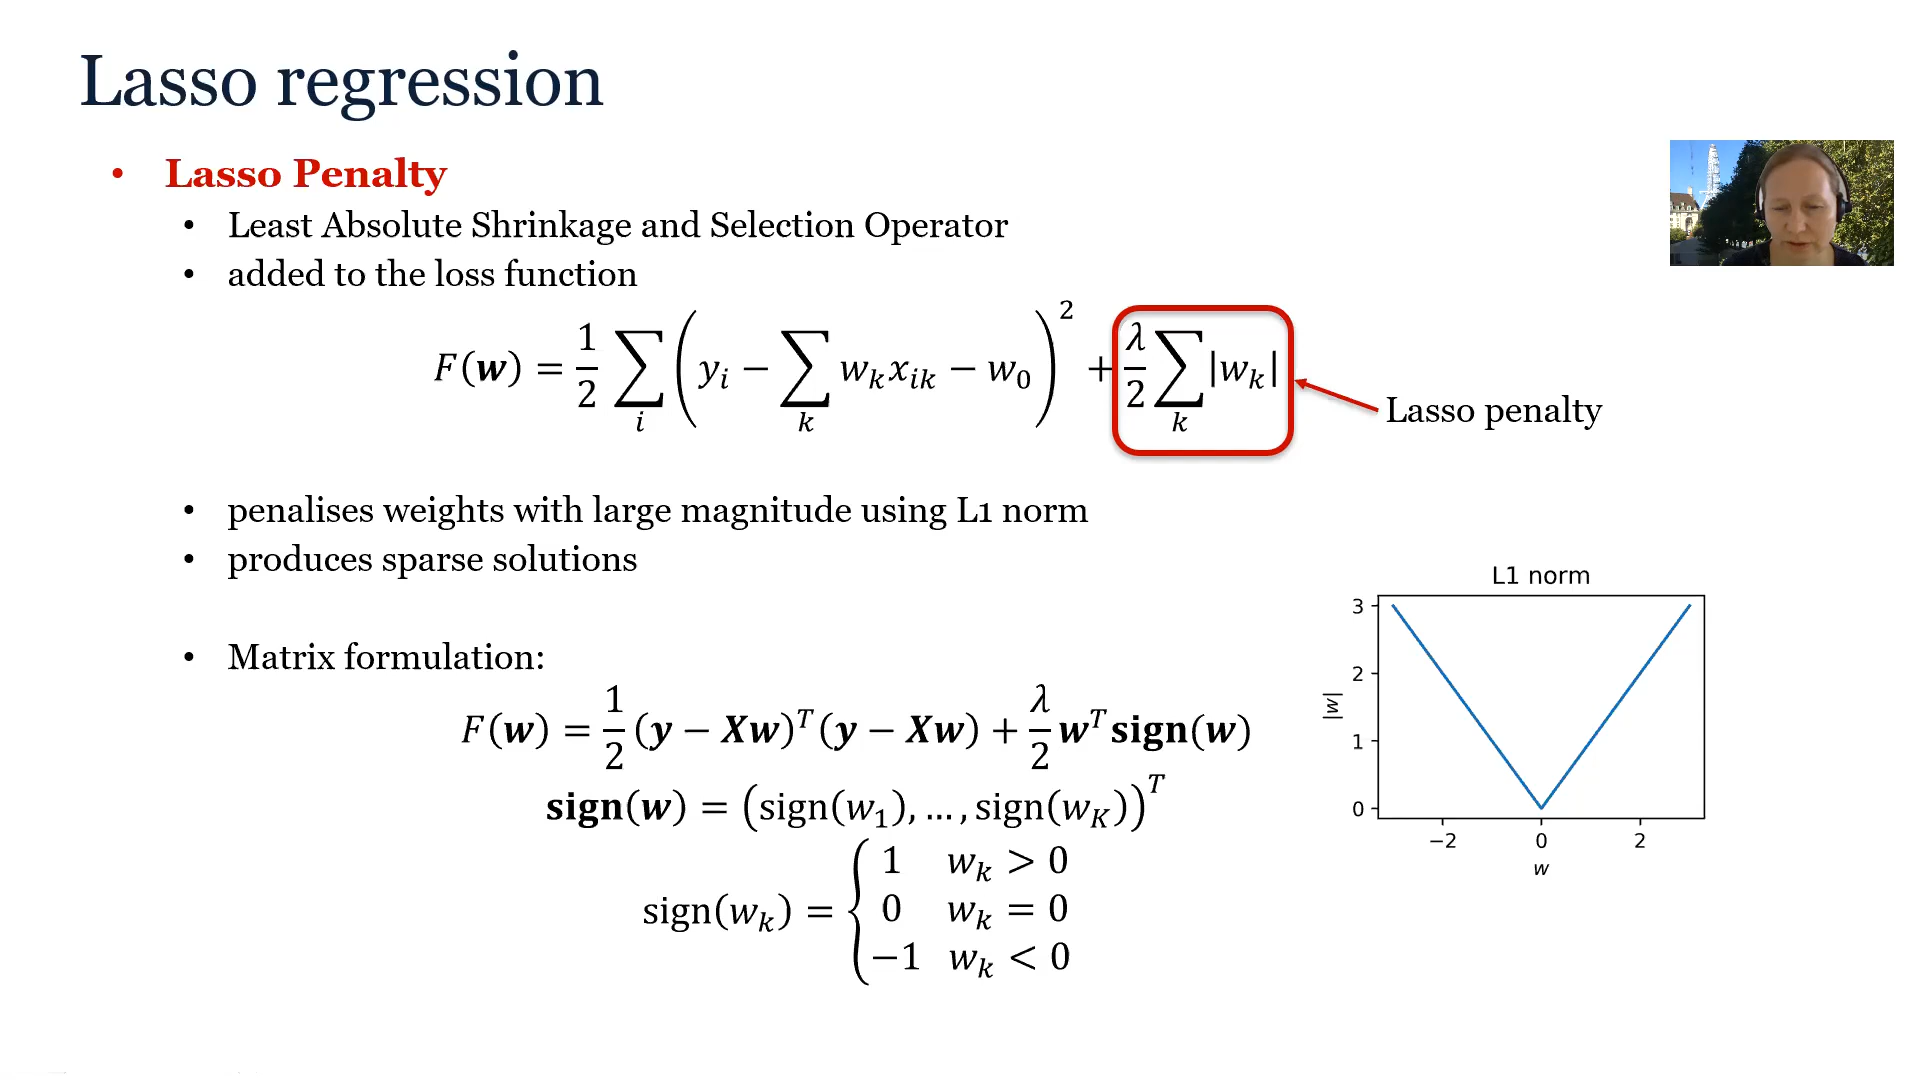 Lasso regression
• Lasso Penalty
• Least Absolute Shrinkage and Selection Operator
• added to the loss function
F(w) = 1/2 ∑_i (y_i − ∑_k w_k x_ik − w_0)^2 + λ/2 ∑_k |w_k|
Lasso penalty
• penalises weights with large magnitude using L1 norm
• produces sparse solutions
• Matrix formulation:
F(w) = 1/2 (y − Xw)^T (y − Xw) + λ/2 w^T sign(w)
sign(w) = (sign(w_1), … , sign(w_K))^T
sign(w_k) = {
1 w_k > 0
0 w_k = 0
−1 w_k < 0
L1 norm
3
2
1
0
|w|
−2 0 2
w